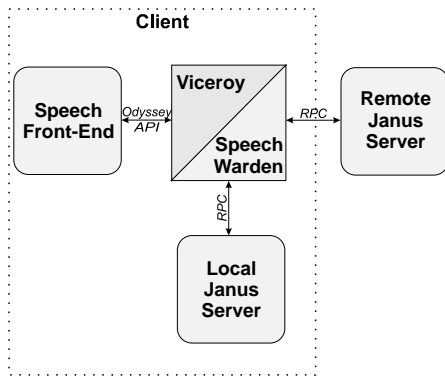 Client
Speech
Front-End
Odyssey
API
Viceroy
Speech
Warden
RPC
Remote
Janus
Server
RPC
Local
Janus
Server